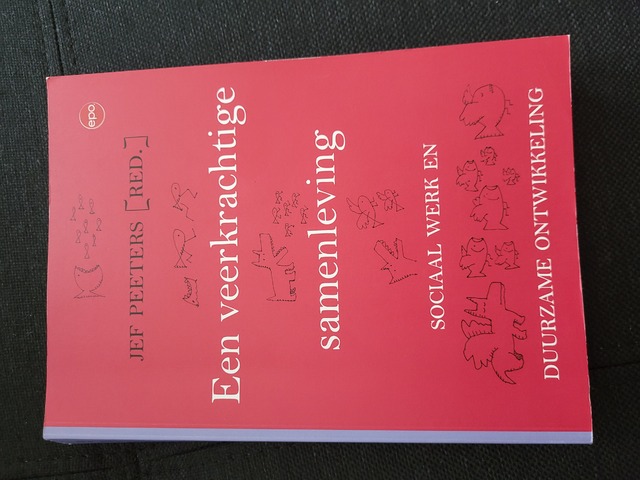 epo
JEF PEETERS [RED.]
Een veerkrachtige
samenleving
SOCIAAL WERK EN
DUURZAME ONTWIKKELING